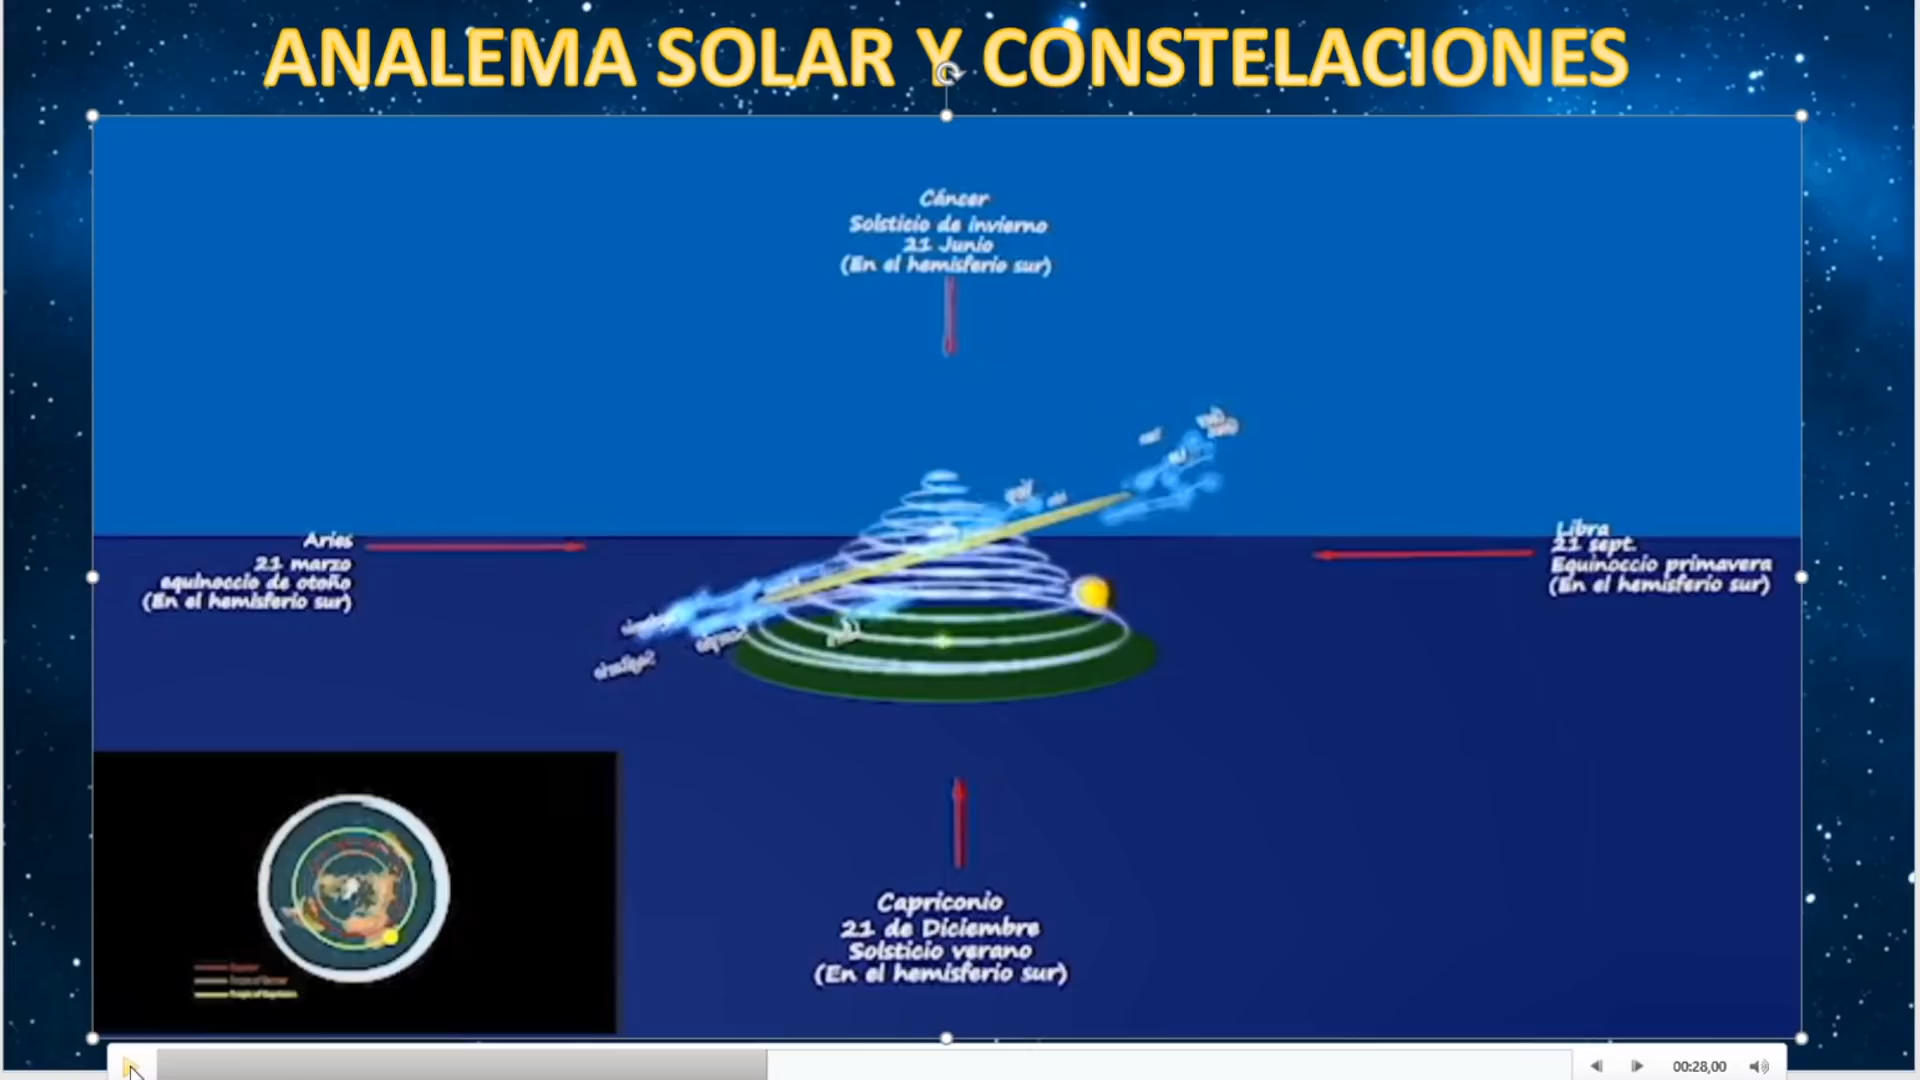 ANALEMA SOLAR Y CONSTELACIONES
Cáncer
Solsticio de invierno
21 Junio
(En el hemisferio sur)
Aries
21 marzo
equinoccio de otoño
(En el hemisferio sur)
Libra
21 sept.
Equinoccio primavera
(En el hemisferio sur)
Capriconio
21 de Diciembre
Solsticio verano
(En el hemisferio sur)
00:28,00